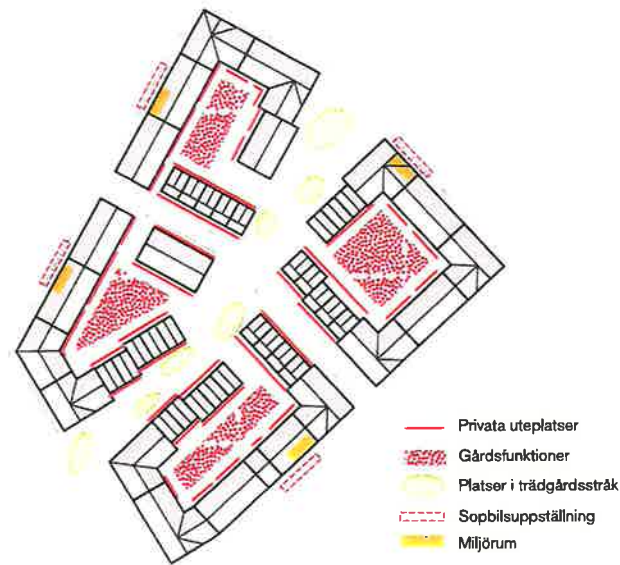 Privata uteplatser
Gårdsfunktioner
Platser i trädgårdsstråk
Sopbilsuppställning
Miljörum